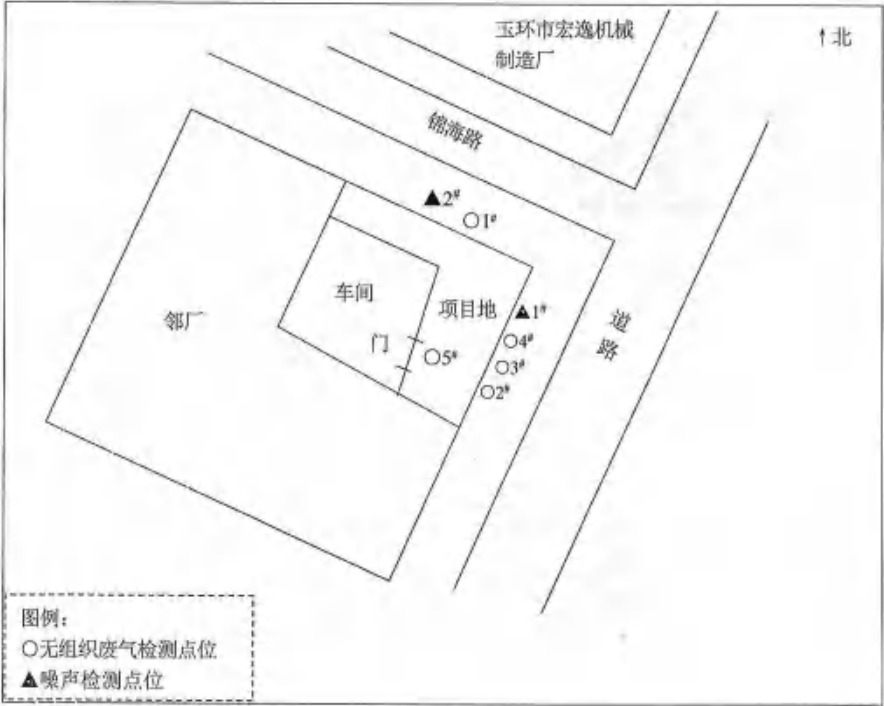 玉环市宏逸机械
制造厂
↑北
锦海路
▲2#
○1#
车间
项目地
▲1#
道路
邻厂
门
○4#
○5#
○3#
○2#
图例：
○无组织废气检测点位
▲噪声检测点位